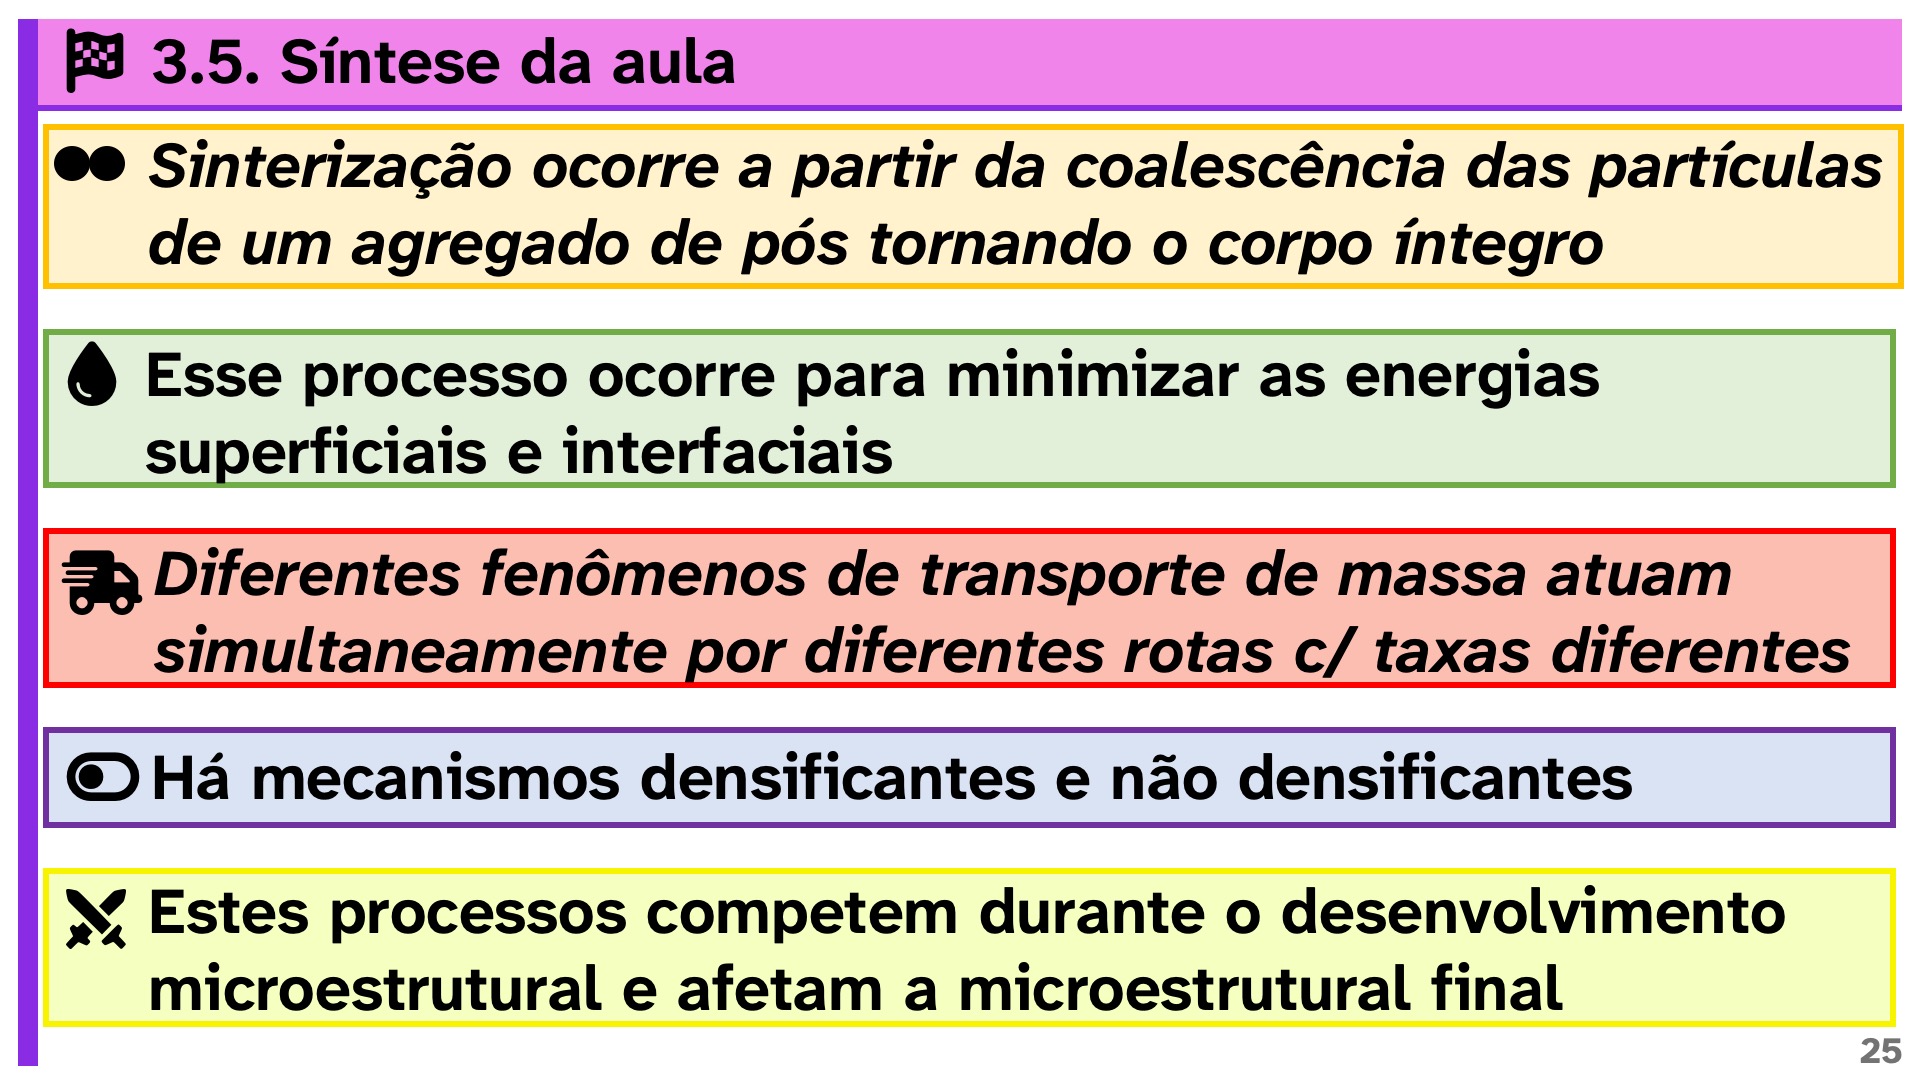 3.5. Síntese da aula
Sinterização ocorre a partir da coalescência das partículas
de um agregado de pós tornando o corpo íntegro
Esse processo ocorre para minimizar as energias
superficiais e interfaciais
Diferentes fenômenos de transporte de massa atuam
simultaneamente por diferentes rotas c/ taxas diferentes
Há mecanismos densificantes e não densificantes
Estes processos competem durante o desenvolvimento
microestrutural e afetam a microestrutural final
25